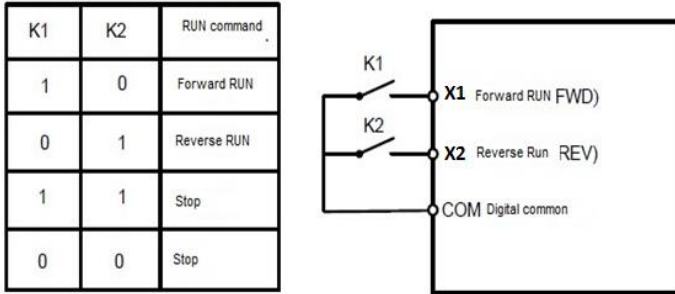 K1 K2 RUN command.
1 0 Forward RUN
0 1 Reverse RUN
1 1 Stop
0 0 Stop
K1
X1 Forward RUN FWD)
K2
X2 Reverse Run REV)
COM Digital common